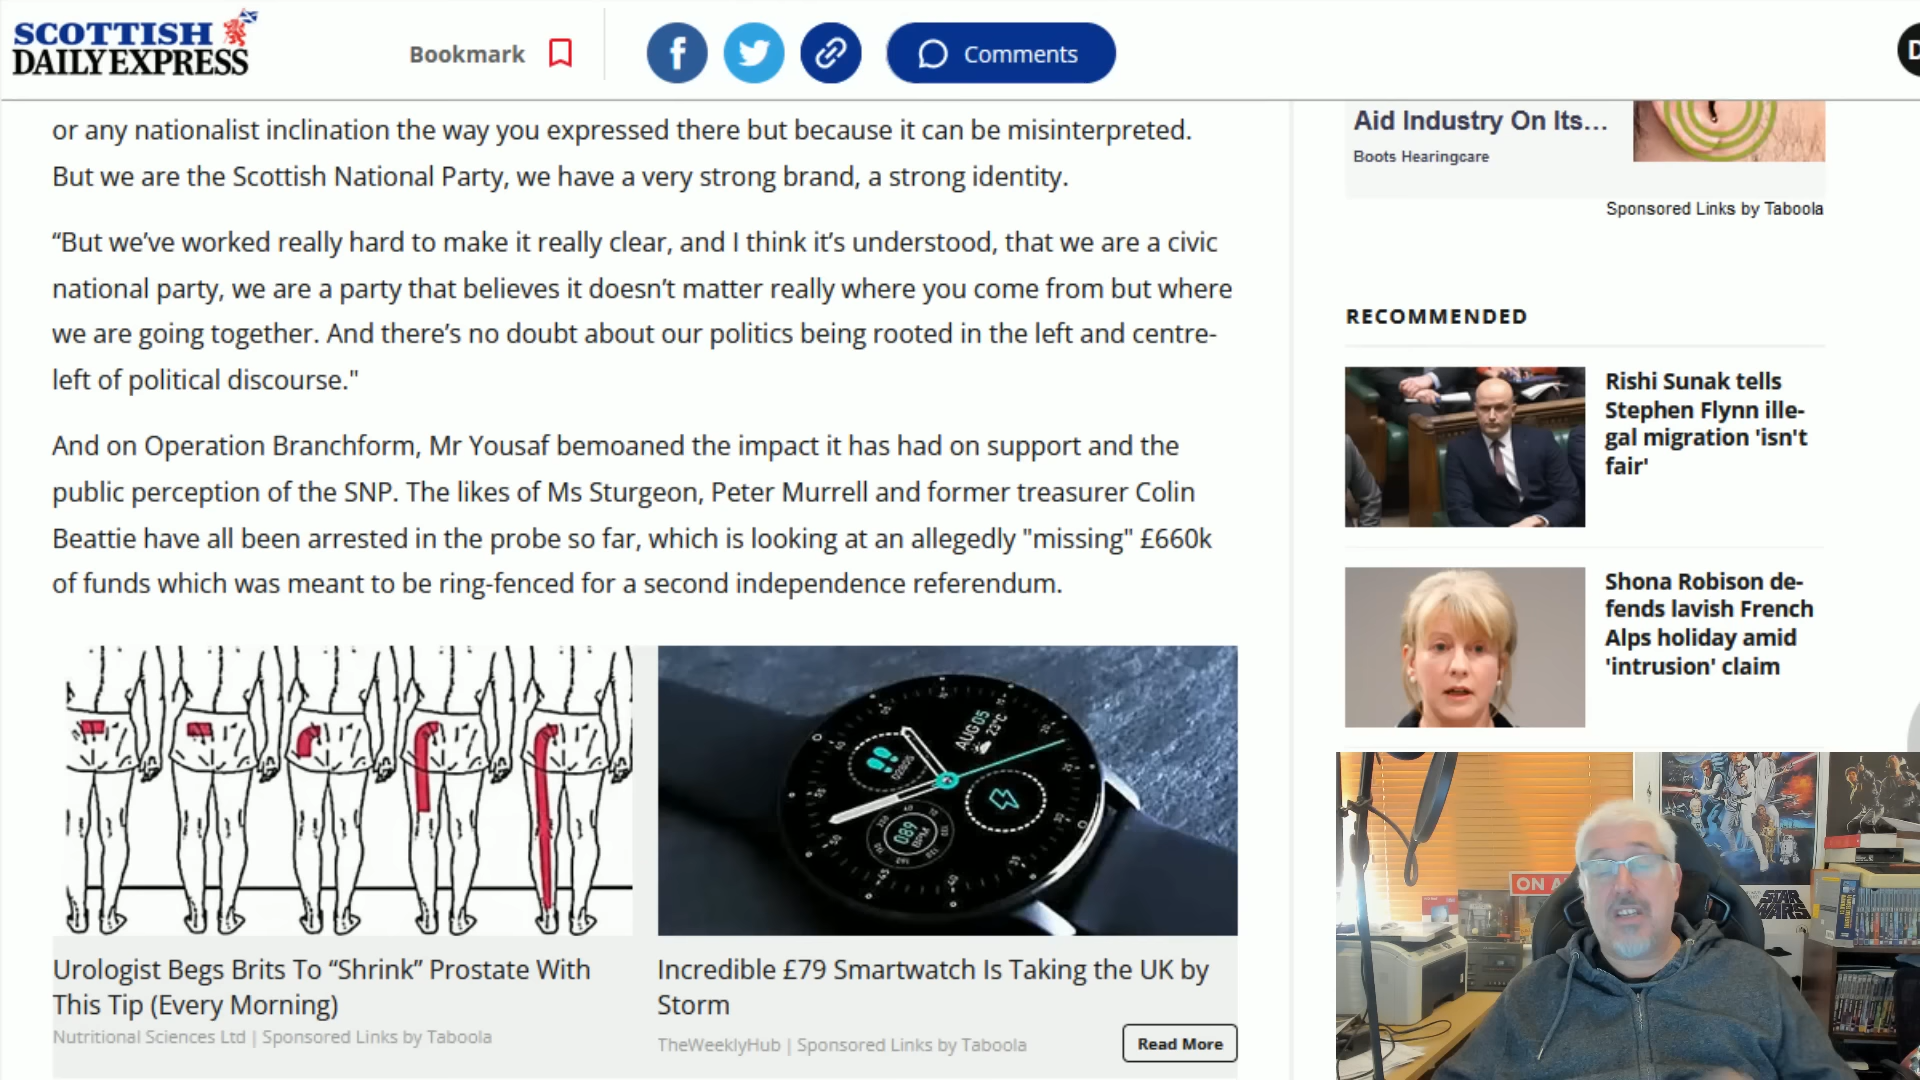 SCOTTISH
DAILY EXPRESS
Bookmark
Comments
or any nationalist inclination the way you expressed there but because it can be misinterpreted.
But we are the Scottish National Party, we have a very strong brand, a strong identity.
“But we’ve worked really hard to make it really clear, and I think it’s understood, that we are a civic
national party, we are a party that believes it doesn’t matter really where you come from but where
we are going together. And there’s no doubt about our politics being rooted in the left and centre-
left of political discourse."
And on Operation Branchform, Mr Yousaf bemoaned the impact it has had on support and the
public perception of the SNP. The likes of Ms Sturgeon, Peter Murrell and former treasurer Colin
Beattie have all been arrested in the probe so far, which is looking at an allegedly "missing" £660k
of funds which was meant to be ring-fenced for a second independence referendum.
AUG 05
23°C
089
BPM
Urologist Begs Brits To “Shrink” Prostate With
This Tip (Every Morning)
Nutritional Sciences Ltd | Sponsored Links by Taboola
Incredible £79 Smartwatch Is Taking the UK by
Storm
TheWeeklyHub | Sponsored Links by Taboola
Read More
Aid Industry On Its...
Boots Hearingcare
Sponsored Links by Taboola
RECOMMENDED
Rishi Sunak tells
Stephen Flynn ille-
gal migration 'isn't
fair'
Shona Robison de-
fends lavish French
Alps holiday amid
'intrusion' claim
ON A
STAR
WARS